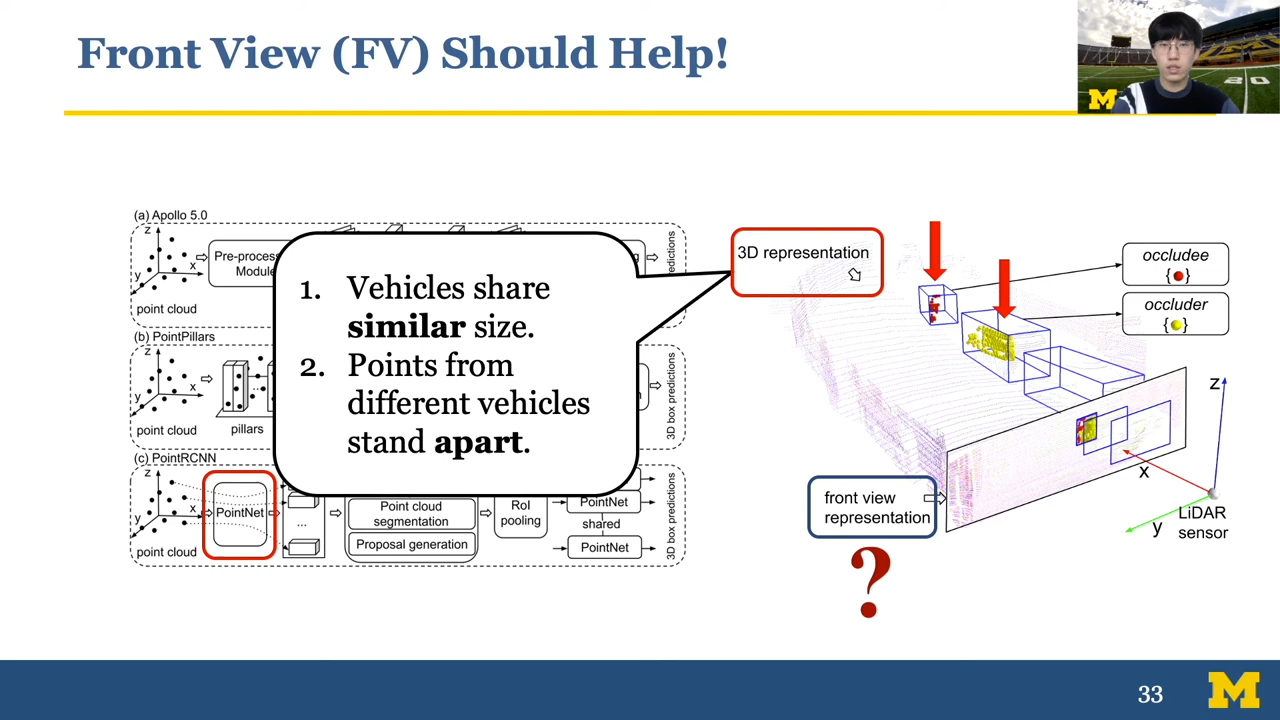 Front View (FV) Should Help!
(a) Apollo 5.0
z
x
y
point cloud
Pre-process
Module
1. Vehicles share
similar size.
2. Points from
different vehicles
stand apart.
(b) PointPillars
z
x
y
point cloud
...
pillars
3D box predictions
(c) PointRCNN
z
x
y
point cloud
PointNet
...
Point cloud
segmentation
Proposal generation
RoI
pooling
PointNet
shared
PointNet
3D box predictions
3D representation
occludee
{ }
occluder
{ }
front view
representation
?
z
x
y
LiDAR
sensor
33
M
M